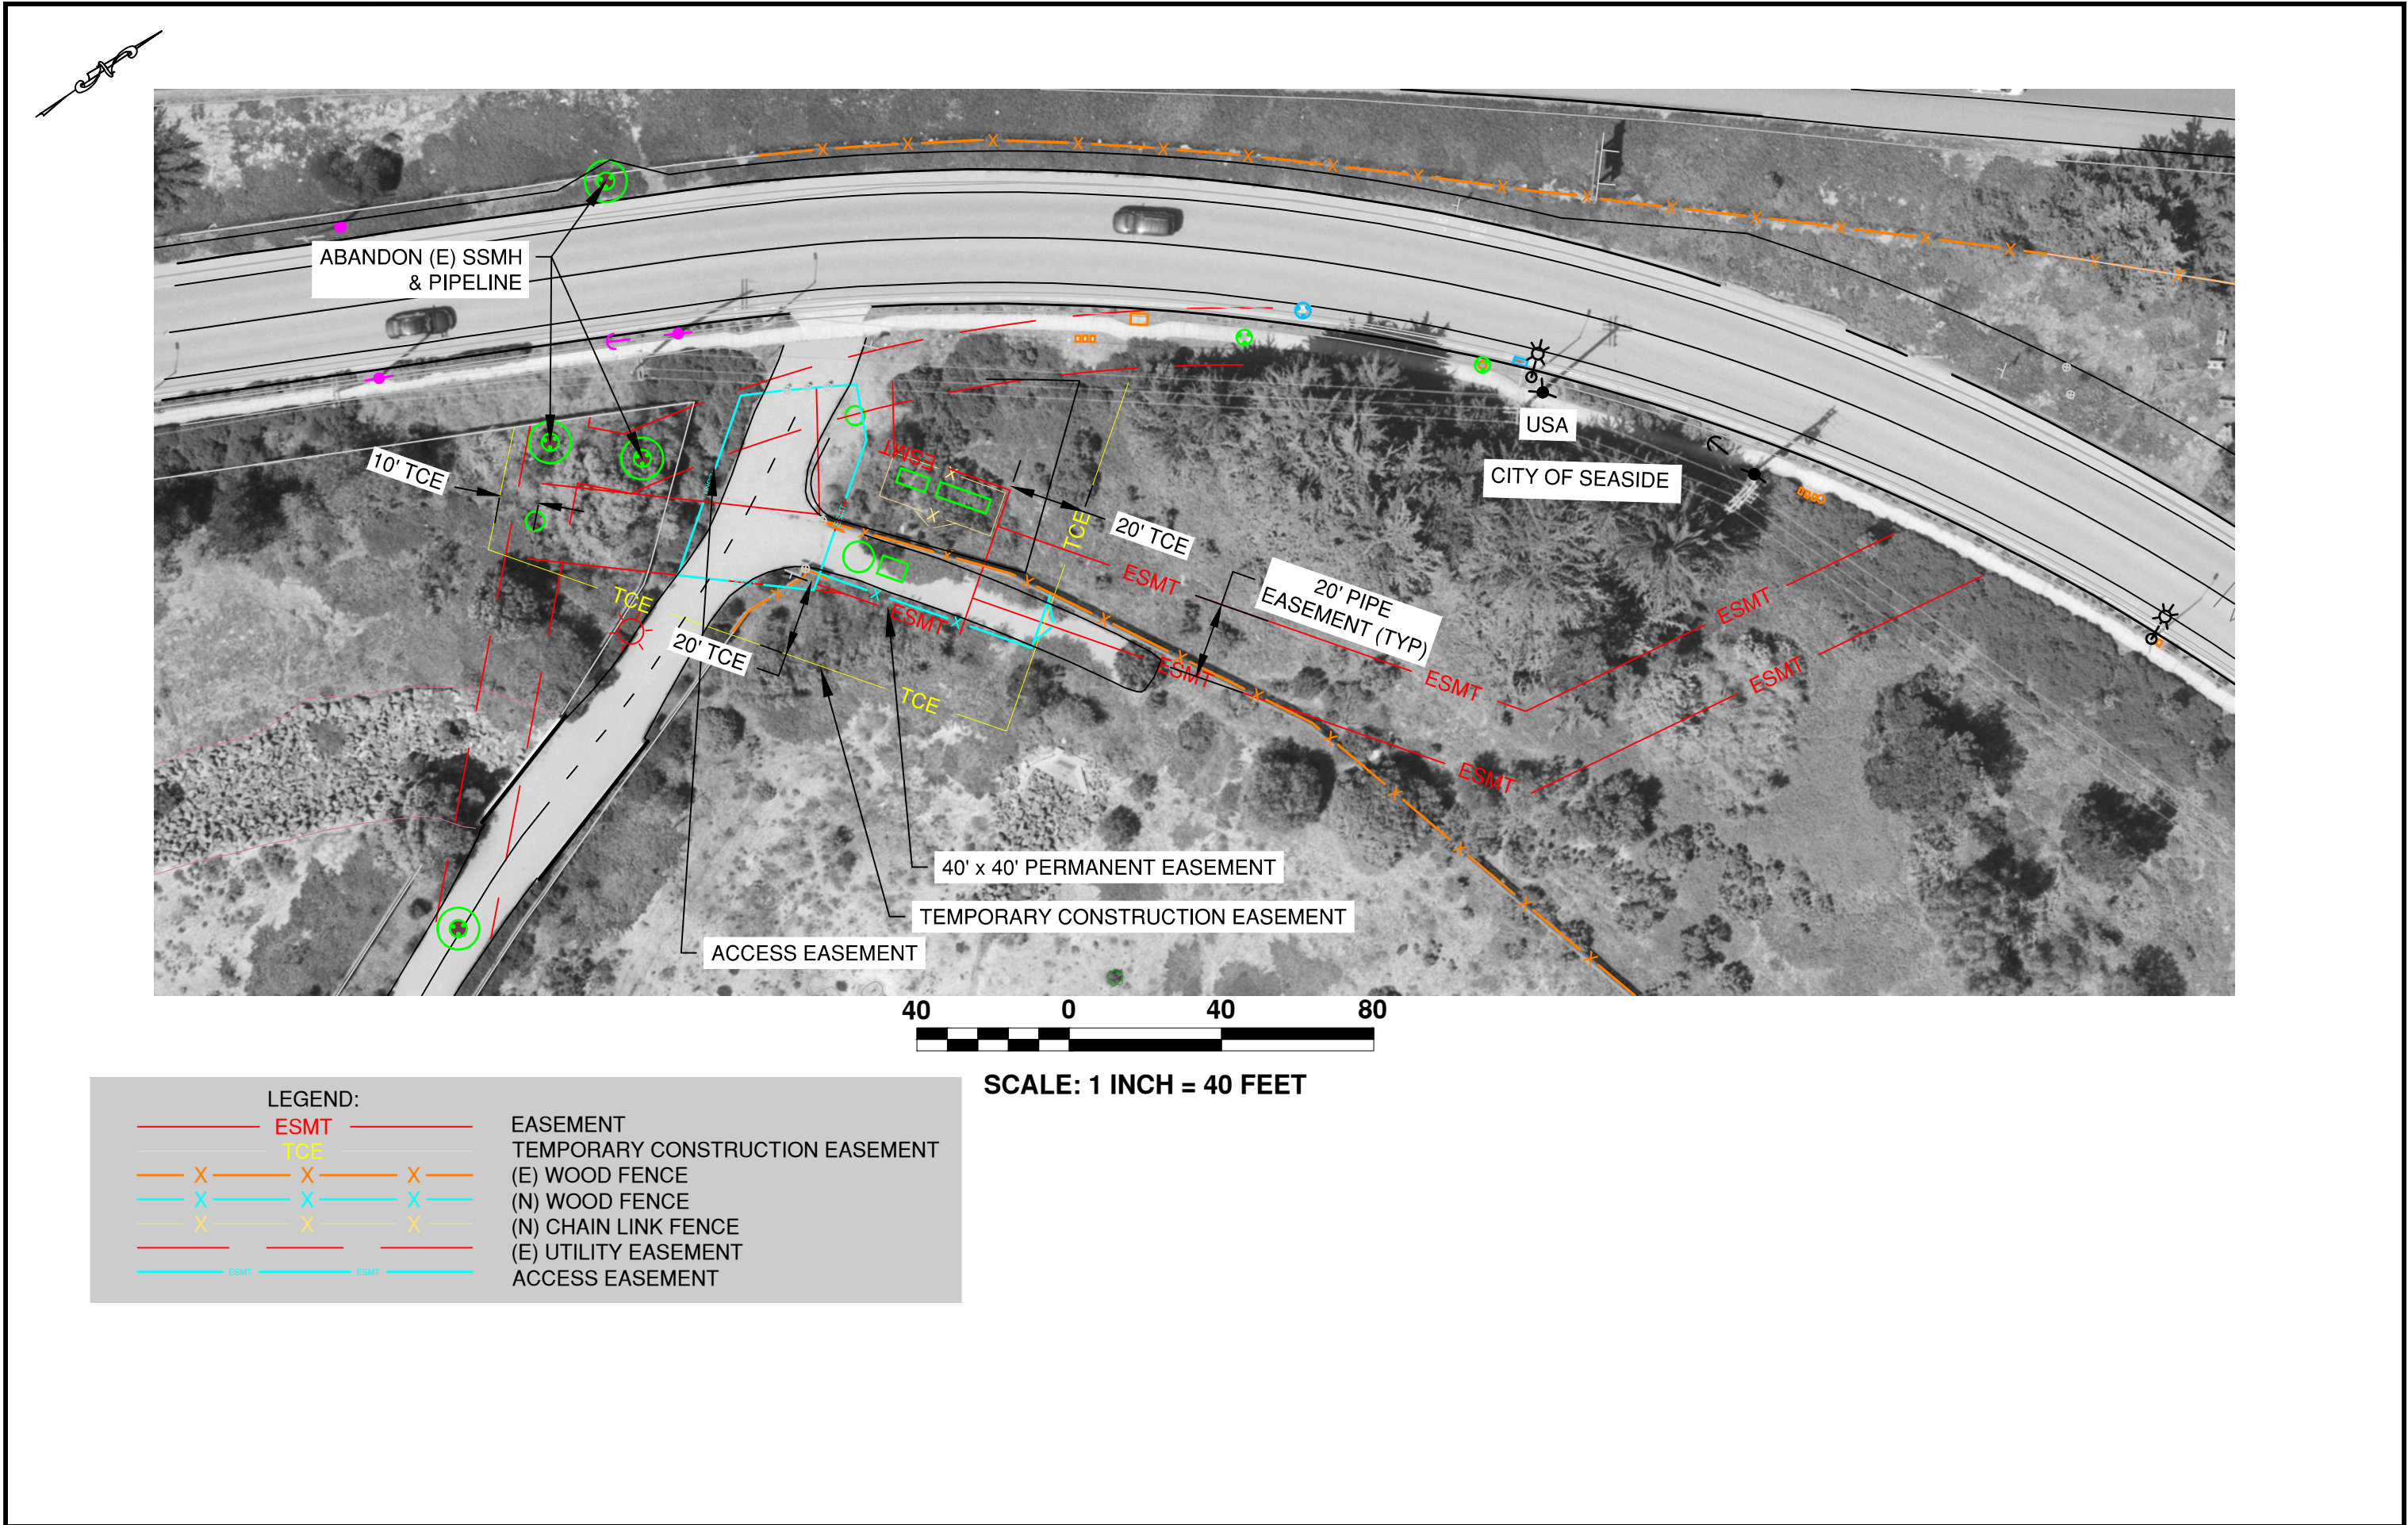 N
ABANDON (E) SSMH
& PIPELINE
10' TCE
ESMT
USA
CITY OF SEASIDE
20' TCE
TCE
ESMT
20' PIPE
EASEMENT (TYP)
ESMT
TCE
ESMT
20' TCE
TCE
ESMT
ESMT
ESMT
ESMT
40' x 40' PERMANENT EASEMENT
TEMPORARY CONSTRUCTION EASEMENT
ACCESS EASEMENT
40 0 40 80
SCALE: 1 INCH = 40 FEET
LEGEND:
ESMT EASEMENT
TCE TEMPORARY CONSTRUCTION EASEMENT
X X X (E) WOOD FENCE
X X X (N) WOOD FENCE
X X X (N) CHAIN LINK FENCE
(E) UTILITY EASEMENT
ESMT ESMT ACCESS EASEMENT